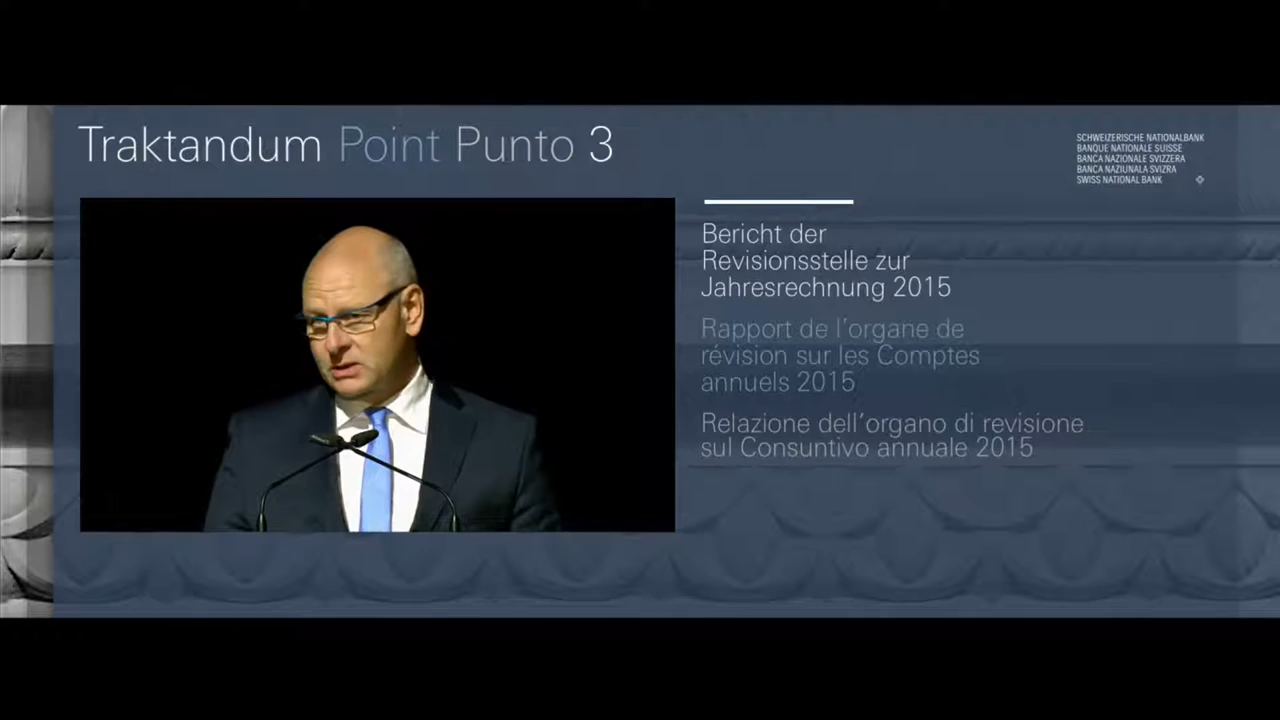 Traktandum Point Punto 3
SCHWEIZERISCHE NATIONALBANK
BANQUE NATIONALE SUISSE
BANCA NAZIONALE SVIZZERA
BANCA NAZIUNALA SVIZRA
SWISS NATIONAL BANK
Bericht der
Revisionsstelle zur
Jahresrechnung 2015
Rapport de l'organe de
révision sur les Comptes
annuels 2015
Relazione dell'organo di revisione
sul Consuntivo annuale 2015